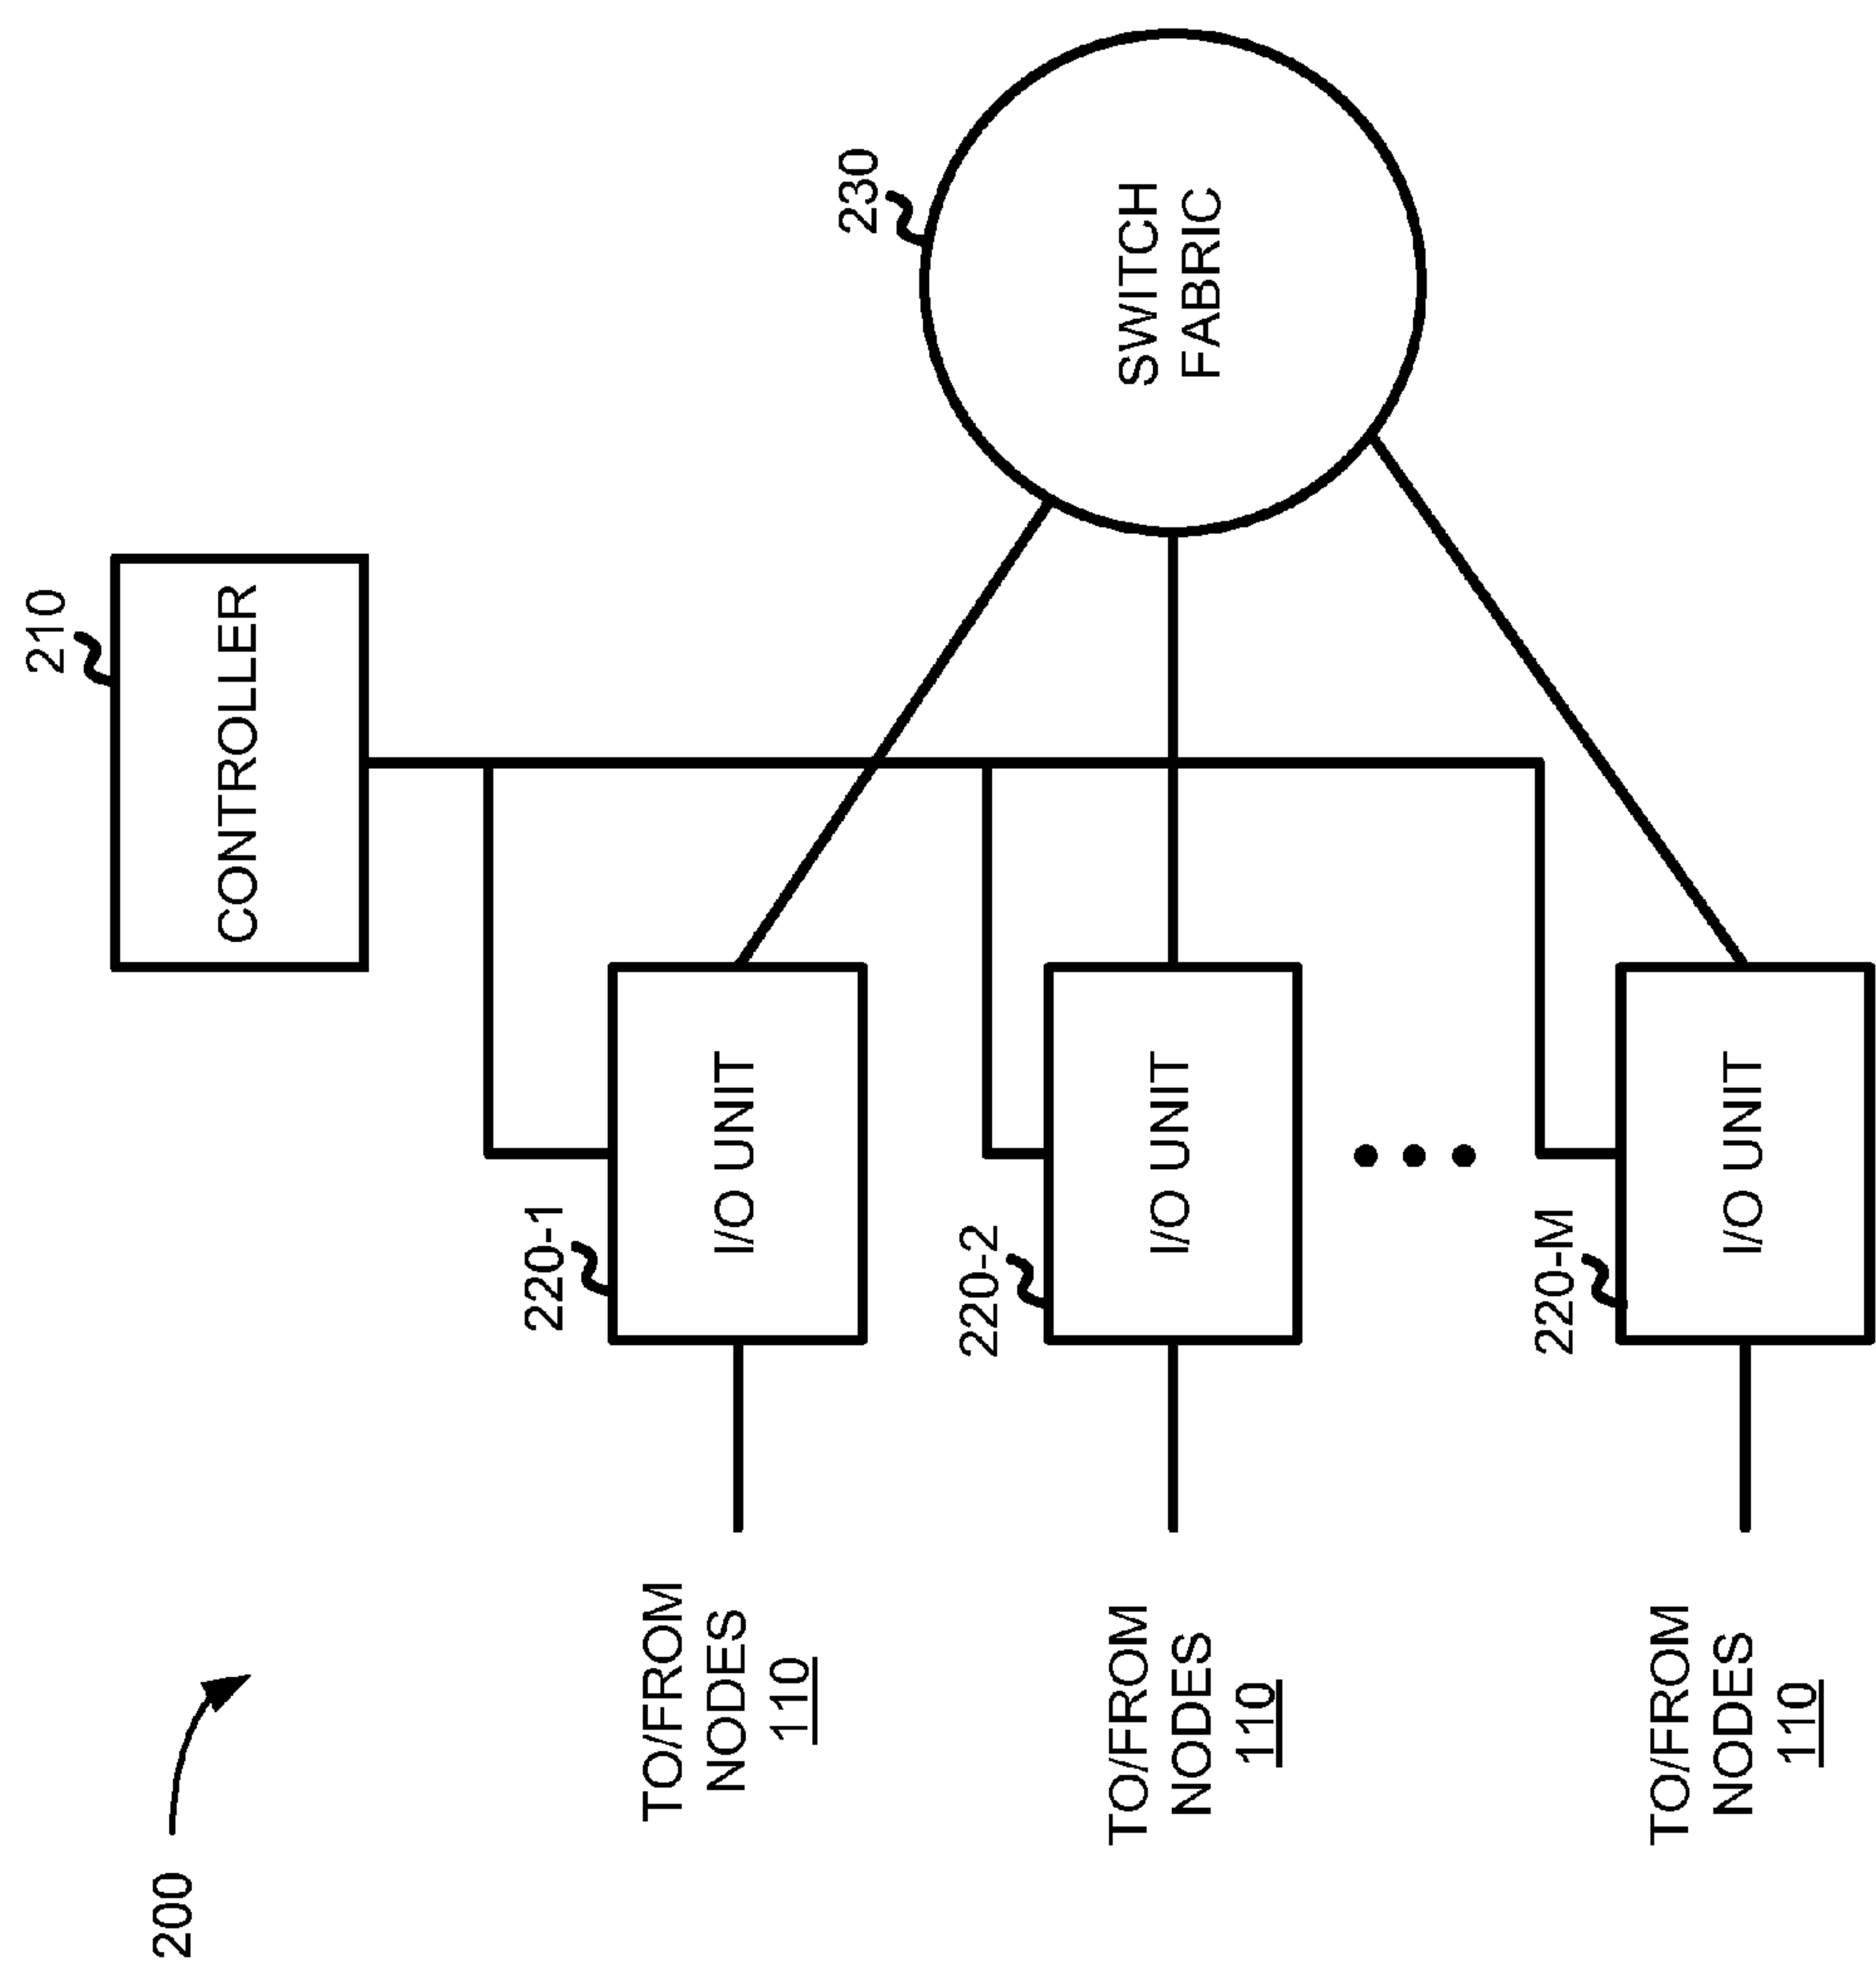 200
210
CONTROLLER
220-1
I/O UNIT
TO/FROM
NODES
110
230
SWITCH
FABRIC
220-2
I/O UNIT
TO/FROM
NODES
110
220-M
I/O UNIT
TO/FROM
NODES
110